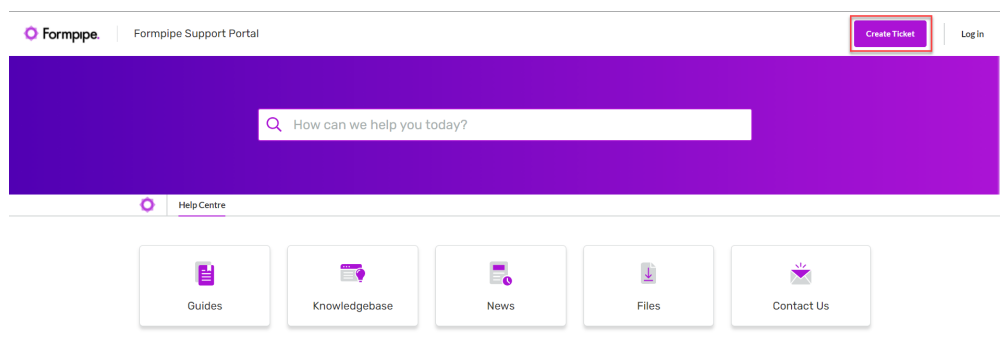 Formpipe. Formpipe Support Portal Create Ticket Log in
How can we help you today?
Help Centre
Guides Knowledgebase News Files Contact Us